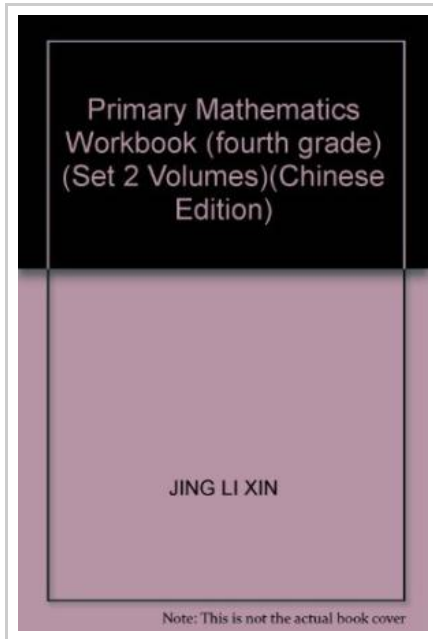 Primary Mathematics
Workbook (fourth grade)
(Set 2 Volumes)(Chinese
Edition)
JING LI XIN
Note: This is not the actual book cover